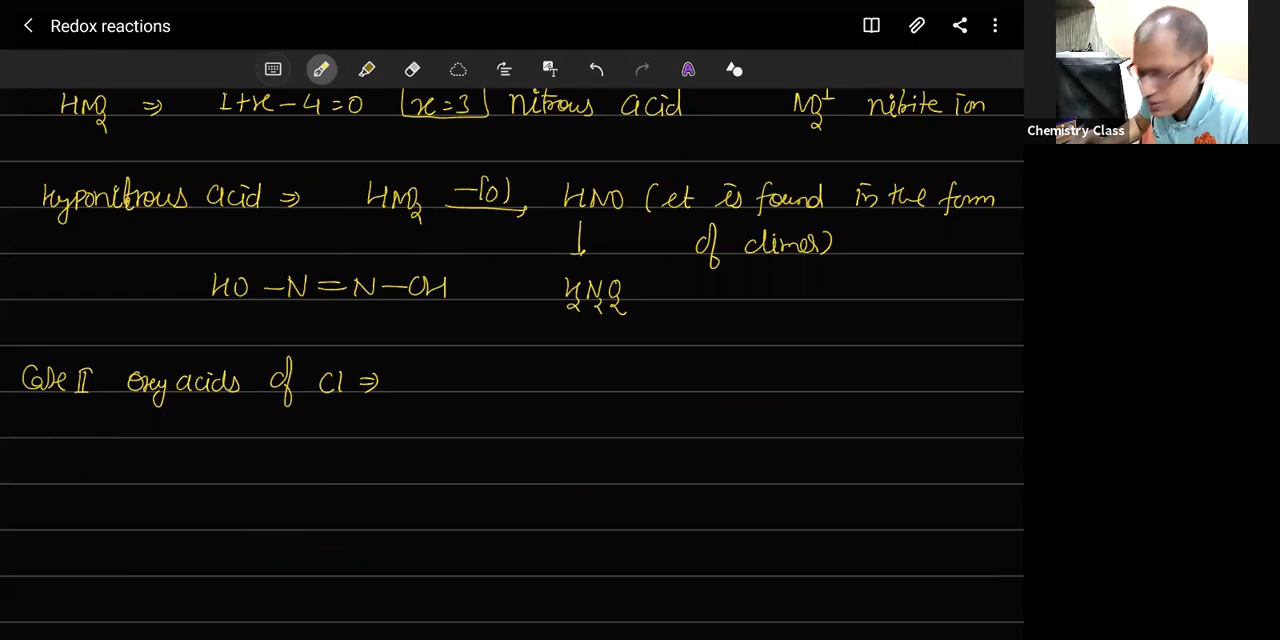 Redox reactions
HNO2 ⇒ 1+x-4=0 [x=3] Nitrous acid NO2⁻ nitrite ion
Hyponitrous acid ⇒ HNO2 –[O]→ HNO (it is found in the form
↓ of dimer)
HO-N=N-OH H2N2O2
Case II Oxy acids of Cl ⇒
Chemistry Class